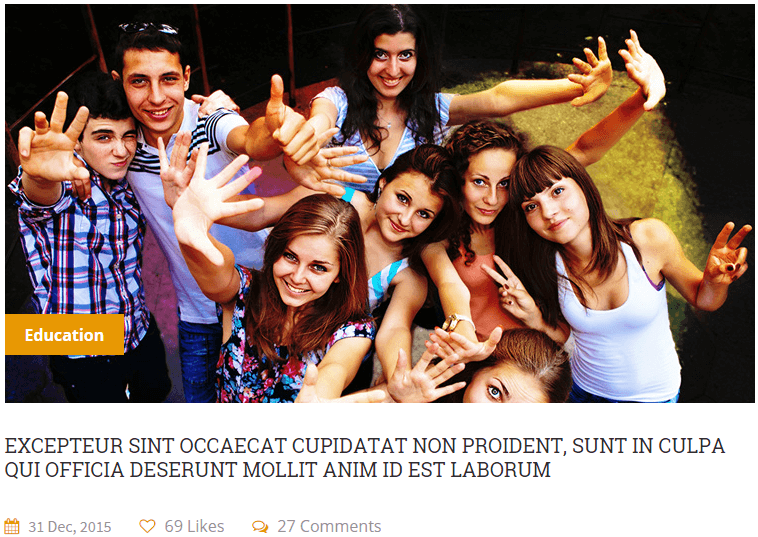 Education
EXCEPTEUR SINT OCCAECAT CUPIDATAT NON PROIDENT, SUNT IN CULPA
QUI OFFICIA DESERUNT MOLLIT ANIM ID EST LABORUM
31 Dec, 2015 69 Likes 27 Comments